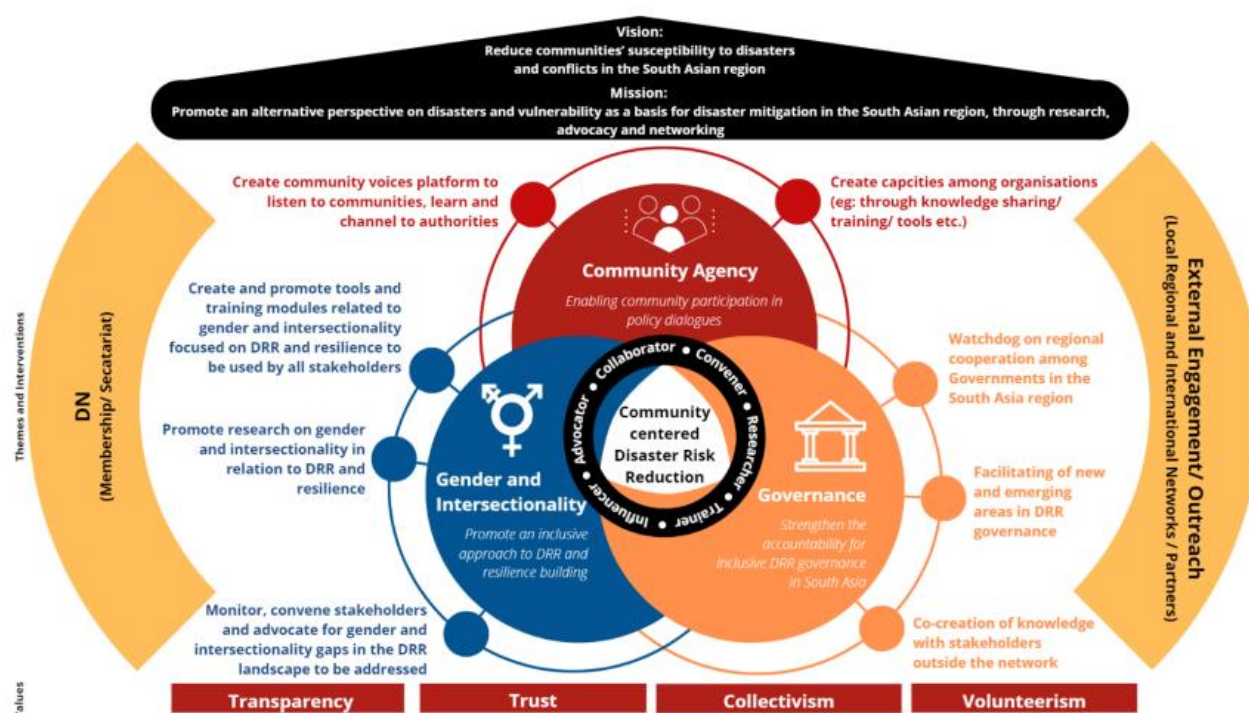 Vision:
Reduce communities' susceptibility to disasters
and conflicts in the South Asian region
Mission:
Promote an alternative perspective on disasters and vulnerability as a basis for disaster mitigation in the South Asian region, through research,
advocacy and networking
Themes and Interventions
DN
(Membership/ Secatariat)
Create community voices platform to
listen to communities, learn and
channel to authorities
Create capcities among organisations
(eg: through knowledge sharing/
training/ tools etc.)
Community Agency
Enabling community participation in
policy dialogues
Create and promote tools and
training modules related to
gender and intersectionality
focused on DRR and resilience to
be used by all stakeholders
Promote research on gender
and intersectionality in
relation to DRR and
resilience
Monitor, convene stakeholders
and advocate for gender and
intersectionality gaps in the DRR
landscape to be addressed
Gender and
Intersectionality
Promote an inclusive
approach to DRR and
resilience building
Advocator • Collaborator • Convener • Researcher • Trainer • Influencer •
Community
centered
Disaster Risk
Reduction
Governance
Strengthen the
accountability for
inclusive DRR governance
in South Asia
Watchdog on regional
cooperation among
Governments in the
South Asia region
Facilitating of new
and emerging
areas in DRR
governance
Co-creation of knowledge
with stakeholders
outside the network
External Engagement/ Outreach
(Local Regional and International Networks / Partners)
Transparency
Trust
Collectivism
Volunteerism